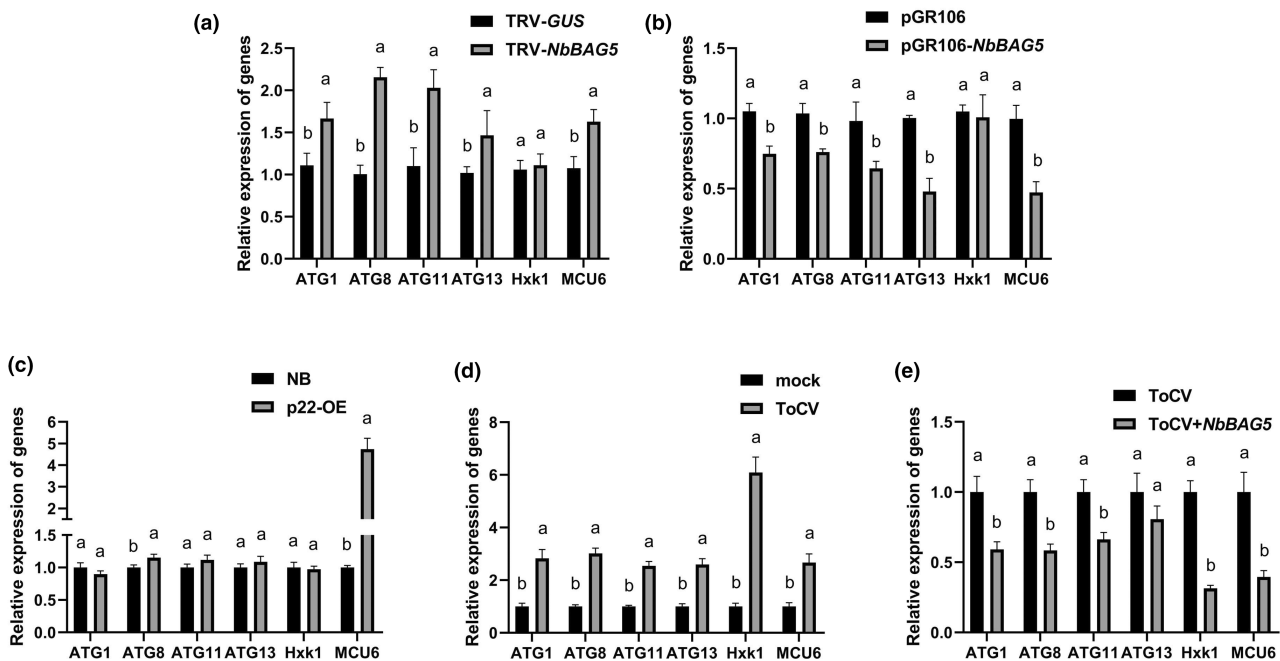 (a)
TRV-GUS
TRV-NbBAG5
Relative expression of genes
2.5
2.0
1.5
1.0
0.5
0.0
b a b a b a b a a a b a
ATG1 ATG8 ATG11 ATG13 Hxk1 MCU6
(b)
pGR106
pGR106-NbBAG5
Relative expression of genes
1.5
1.0
0.5
0.0
a b a b a b a b a a a b
ATG1 ATG8 ATG11 ATG13 Hxk1 MCU6
(c)
NB
p22-OE
Relative expression of genes
6
5
4
3
2
1.5
1.0
0.5
0.0
a a b a a a a a a a b a
ATG1 ATG8 ATG11 ATG13 Hxk1 MCU6
(d)
mock
ToCV
Relative expression of genes
8
6
4
2
0
b a b a b a b a b a b a
ATG1 ATG8 ATG11 ATG13 Hxk1 MCU6
(e)
ToCV
ToCV+NbBAG5
Relative expression of genes
1.5
1.0
0.5
0.0
a b a b a b a a a b a b
ATG1 ATG8 ATG11 ATG13 Hxk1 MCU6